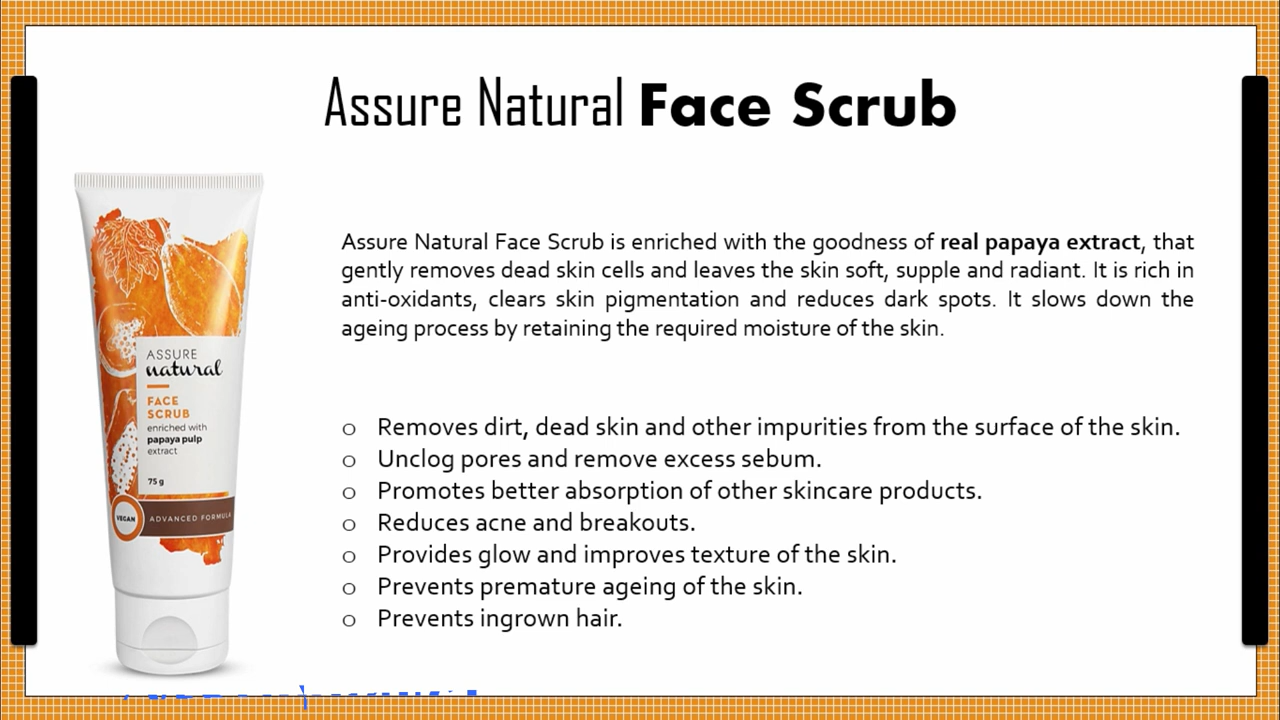 Assure Natural Face Scrub
Assure Natural Face Scrub is enriched with the goodness of real papaya extract, that
gently removes dead skin cells and leaves the skin soft, supple and radiant. It is rich in
anti-oxidants, clears skin pigmentation and reduces dark spots. It slows down the
ageing process by retaining the required moisture of the skin.
ASSURE
natural
FACE
SCRUB
enriched with
papaya pulp
extract
75 g
VEGAN
ADVANCED FORMULA
o Removes dirt, dead skin and other impurities from the surface of the skin.
o Unclog pores and remove excess sebum.
o Promotes better absorption of other skincare products.
o Reduces acne and breakouts.
o Provides glow and improves texture of the skin.
o Prevents premature ageing of the skin.
o Prevents ingrown hair.